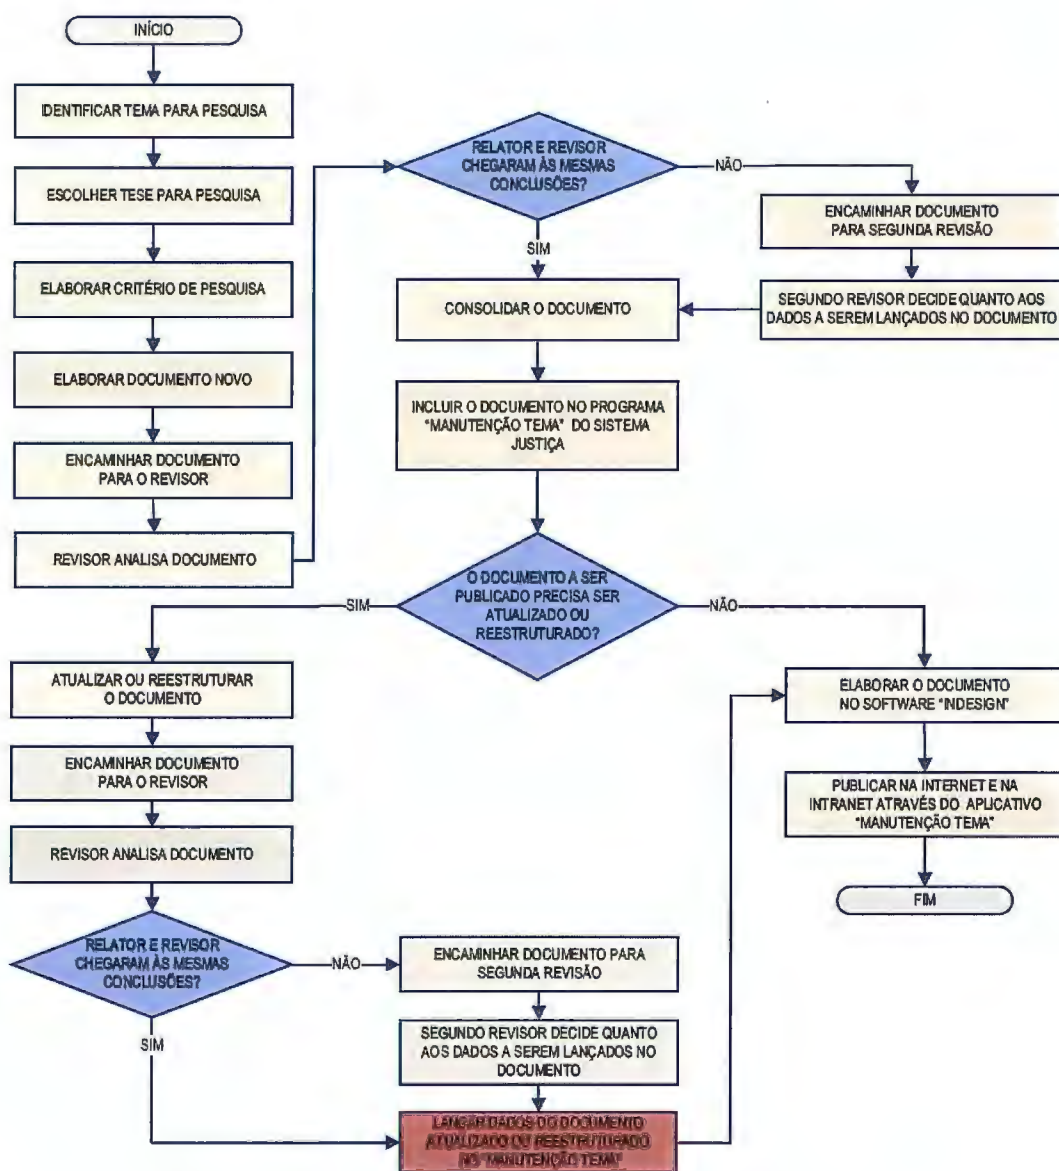 INÍCIO
IDENTIFICAR TEMA PARA PESQUISA
ESCOLHER TESE PARA PESQUISA
ELABORAR CRITÉRIO DE PESQUISA
ELABORAR DOCUMENTO NOVO
ENCAMINHAR DOCUMENTO
PARA O REVISOR
REVISOR ANALISA DOCUMENTO
RELATOR E REVISOR
CHEGARAM ÀS MESMAS
CONCLUSÕES?
NÃO
ENCAMINHAR DOCUMENTO
PARA SEGUNDA REVISÃO
SEGUNDO REVISOR DECIDE QUANTO AOS
DADOS A SEREM LANÇADOS NO DOCUMENTO
SIM
CONSOLIDAR O DOCUMENTO
INCLUIR O DOCUMENTO NO PROGRAMA
"MANUTENÇÃO TEMA" DO SISTEMA
JUSTIÇA
O DOCUMENTO A SER
PUBLICADO PRECISA SER
ATUALIZADO OU
REESTRUTURADO?
SIM
NÃO
ATUALIZAR OU REESTRUTURAR
O DOCUMENTO
ENCAMINHAR DOCUMENTO
PARA O REVISOR
REVISOR ANALISA DOCUMENTO
RELATOR E REVISOR
CHEGARAM ÀS MESMAS
CONCLUSÕES?
NÃO
ENCAMINHAR DOCUMENTO PARA
SEGUNDA REVISÃO
SEGUNDO REVISOR DECIDE QUANTO
AOS DADOS A SEREM LANÇADOS NO
DOCUMENTO
SIM
LANÇAR DADOS DO DOCUMENTO
ATUALIZADO OU REESTRUTURADO
NO "MANUTENÇÃO TEMA"
ELABORAR O DOCUMENTO
NO SOFTWARE "INDESIGN"
PUBLICAR NA INTERNET E NA
INTRANET ATRAVÉS DO APLICATIVO
"MANUTENÇÃO TEMA"
FIM